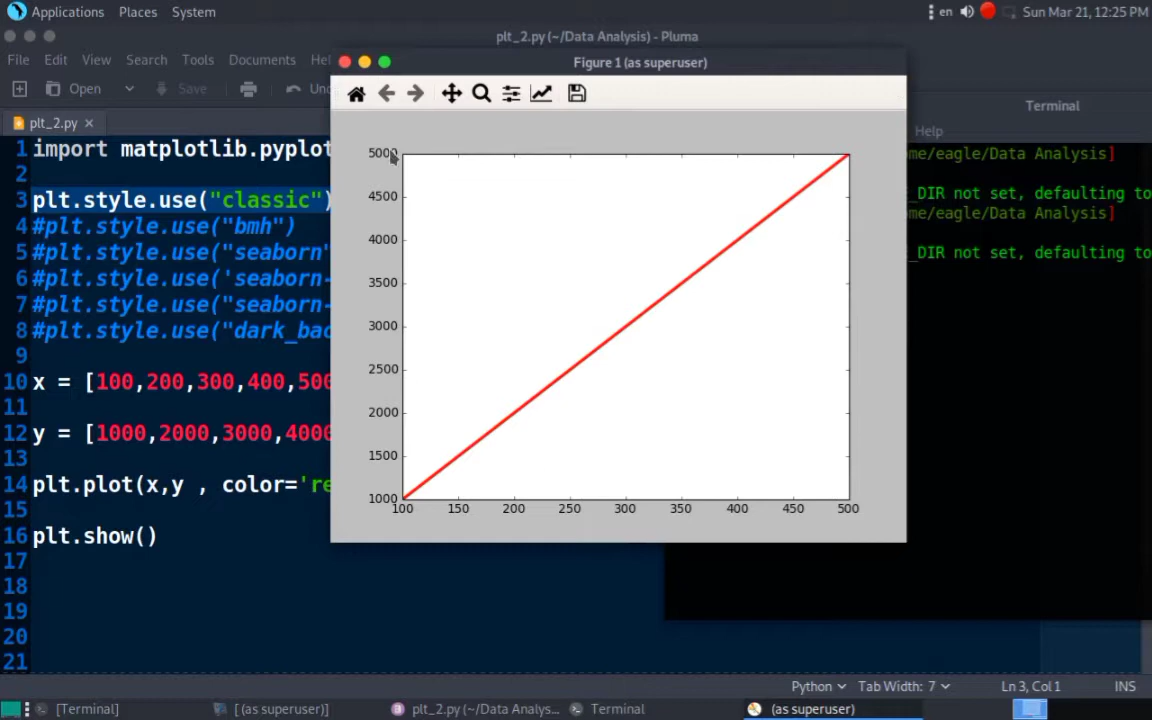 Applications Places System
en Sun Mar 21, 12:25 PM
plt_2.py (~/Data Analysis) - Pluma
File Edit View Search Tools Documents
Open Save
plt_2.py
1 import matplotlib.pyplot
2
3 plt.style.use("classic")
4 #plt.style.use("bmh")
5 #plt.style.use("seaborn"
6 #plt.style.use('seaborn-
7 #plt.style.use("seaborn-
8 #plt.style.use("dark_bac
9
10 x = [100,200,300,400,500
11
12 y = [1000,2000,3000,4000
13
14 plt.plot(x,y , color='re
15
16 plt.show()
17
18
19
20
21
Figure 1 (as superuser)
5000
4500
4000
3500
3000
2500
2000
1500
1000
100 150 200 250 300 350 400 450 500
Terminal
Help
ome/eagle/Data Analysis]
_DIR not set, defaulting to
ome/eagle/Data Analysis]
_DIR not set, defaulting to
Python Tab Width: 7 Ln 3, Col 1 INS
[Terminal] [ (as superuser)] plt_2.py (~/Data Analys... Terminal (as superuser)